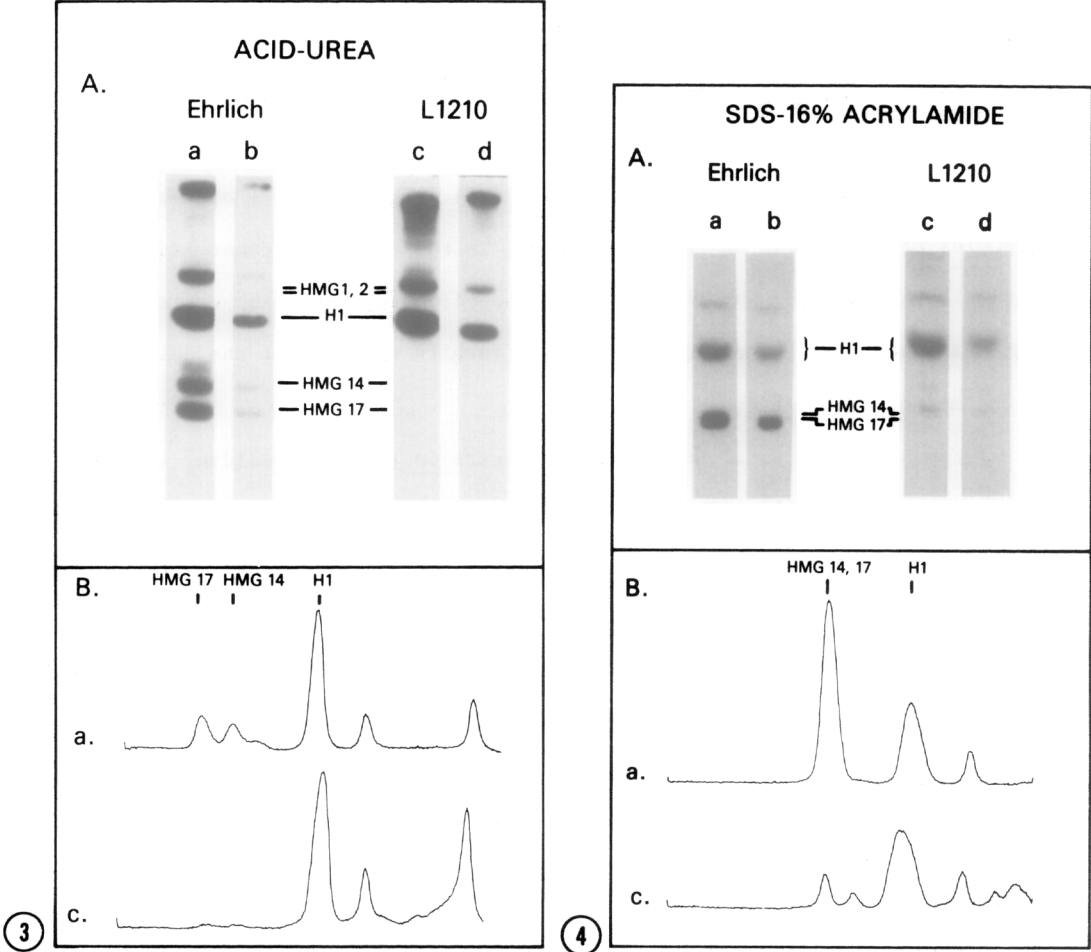 ACID-UREA
A.
Ehrlich L1210
a b c d
=HMG1, 2=
— H1 —
— HMG 14 —
— HMG 17 —
B.
HMG 17 HMG 14 H1
a.
c.
3
SDS-16% ACRYLAMIDE
A.
Ehrlich L1210
a b c d
} — H1 — {
HMG 14
HMG 17
B.
HMG 14, 17 H1
a.
c.
4